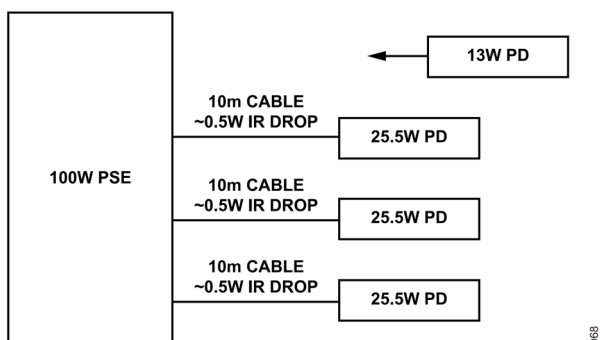 13W PD
10m CABLE
~0.5W IR DROP
25.5W PD
100W PSE
10m CABLE
~0.5W IR DROP
25.5W PD
10m CABLE
~0.5W IR DROP
25.5W PD
068